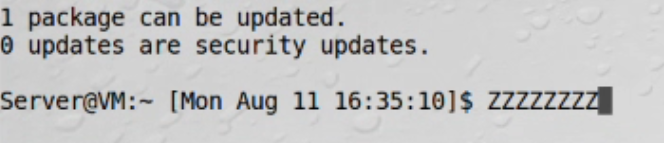 1 package can be updated.
0 updates are security updates.
Server@VM:~ [Mon Aug 11 16:35:10]$ ZZZZZZZZ